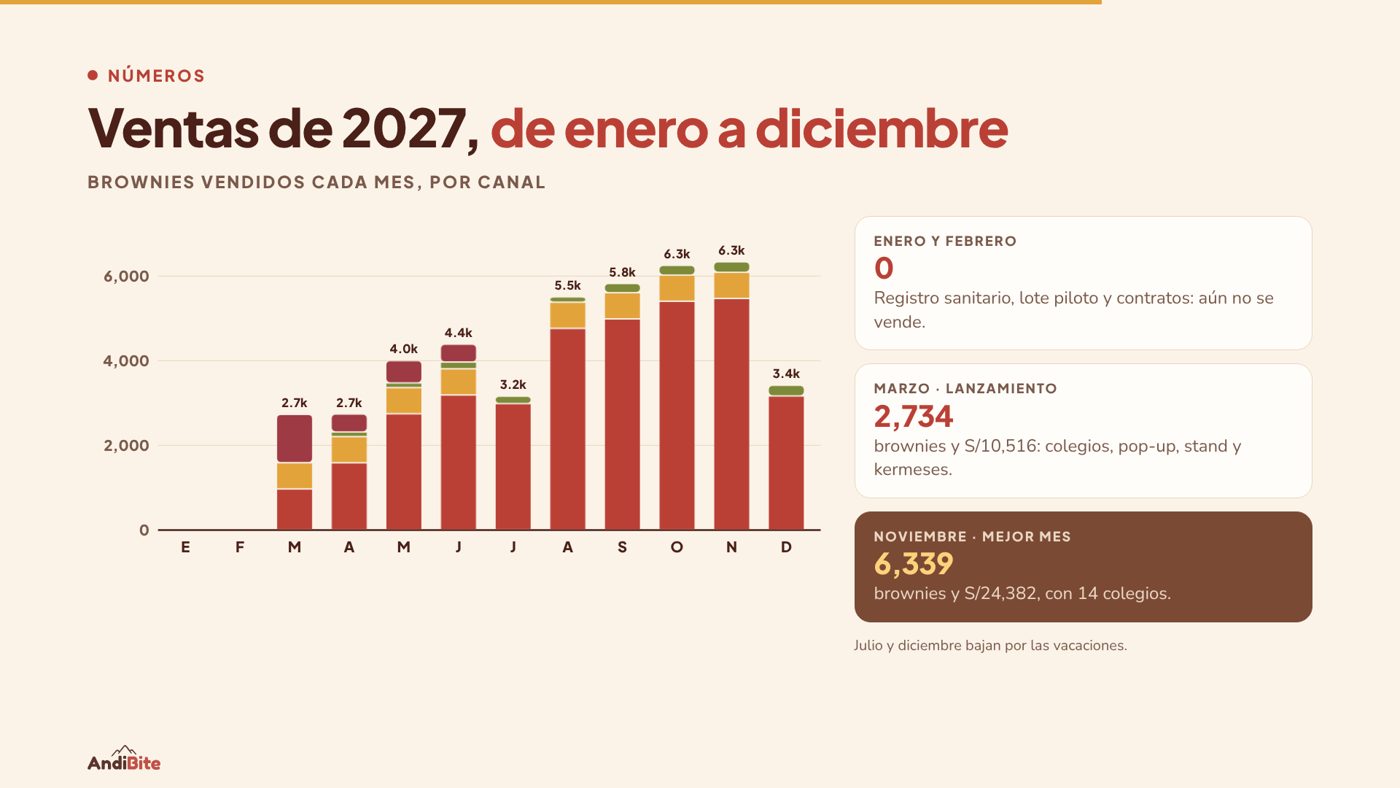 NÚMEROS
Ventas de 2027, de enero a diciembre
BROWNIES VENDIDOS CADA MES, POR CANAL
6,000
4,000
2,000
0
2.7k
2.7k
4.0k
4.4k
3.2k
5.5k
5.8k
6.3k
6.3k
3.4k
E F M A M J J A S O N D
ENERO Y FEBRERO
0
Registro sanitario, lote piloto y contratos: aún no se
vende.
MARZO · LANZAMIENTO
2,734
brownies y S/10,516: colegios, pop-up, stand y
kermeses.
NOVIEMBRE · MEJOR MES
6,339
brownies y S/24,382, con 14 colegios.
Julio y diciembre bajan por las vacaciones.
AndiBite